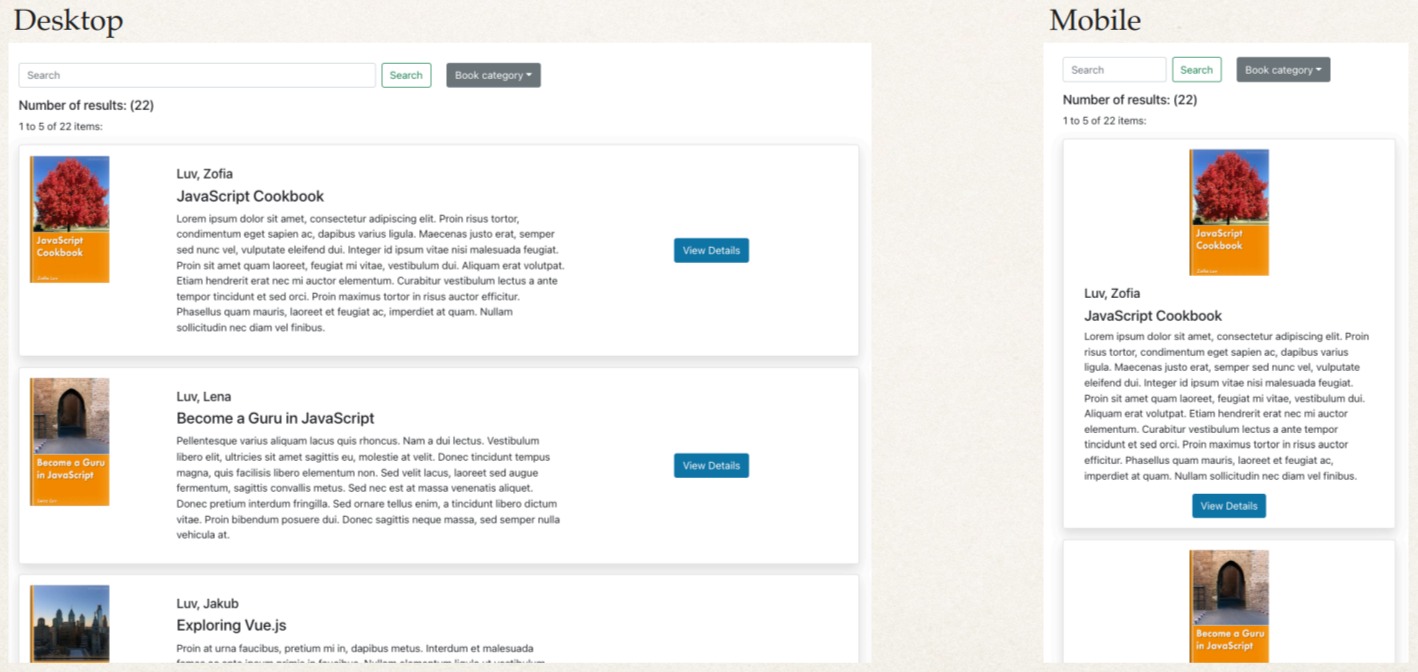 Desktop
Search
Search
Book category
Number of results: (22)
1 to 5 of 22 items:
JavaScript
Cookbook
Luv, Zofia
JavaScript Cookbook
Lorem ipsum dolor sit amet, consectetur adipiscing elit. Proin risus tortor,
condimentum eget sapien ac, dapibus varius ligula. Maecenas justo erat, semper
sed nunc vel, vulputate eleifend dui. Integer id ipsum vitae nisi malesuada feugiat.
Proin sit amet quam laoreet, feugiat mi vitae, vestibulum dui. Aliquam erat volutpat.
Etiam hendrerit erat nec mi auctor elementum. Curabitur vestibulum lectus a ante
tempor tincidunt et sed orci. Proin maximus tortor in risus auctor efficitur.
Phasellus quam mauris, laoreet et feugiat ac, imperdiet at quam. Nullam
sollicitudin nec diam vel finibus.
View Details
Become a Guru
in JavaScript
Luv, Lena
Become a Guru in JavaScript
Pellentesque varius aliquam lacus quis rhoncus. Nam a dui lectus. Vestibulum
libero elit, ultricies sit amet sagittis eu, molestie at velit. Donec tincidunt tempus
magna, quis facilisis libero elementum non. Sed velit lacus, laoreet sed augue
fermentum, sagittis convallis metus. Sed nec est at massa venenatis aliquet.
Donec pretium interdum fringilla. Sed ornare tellus enim, a tincidunt libero dictum
vitae. Proin bibendum posuere dui. Donec sagittis neque massa, sed semper nulla
vehicula at.
View Details
Luv, Jakub
Exploring Vue.js
Proin at urna faucibus, pretium mi in, dapibus metus. Interdum et malesuada
Mobile
Search
Search
Book category
Number of results: (22)
1 to 5 of 22 items:
JavaScript
Cookbook
Luv, Zofia
JavaScript Cookbook
Lorem ipsum dolor sit amet, consectetur adipiscing elit. Proin
risus tortor, condimentum eget sapien ac, dapibus varius
ligula. Maecenas justo erat, semper sed nunc vel, vulputate
eleifend dui. Integer id ipsum vitae nisi malesuada feugiat.
Proin sit amet quam laoreet, feugiat mi vitae, vestibulum dui.
Aliquam erat volutpat. Etiam hendrerit erat nec mi auctor
elementum. Curabitur vestibulum lectus a ante tempor
tincidunt et sed orci. Proin maximus tortor in risus auctor
efficitur. Phasellus quam mauris, laoreet et feugiat ac,
imperdiet at quam. Nullam sollicitudin nec diam vel finibus.
View Details
Become a Guru
in JavaScript